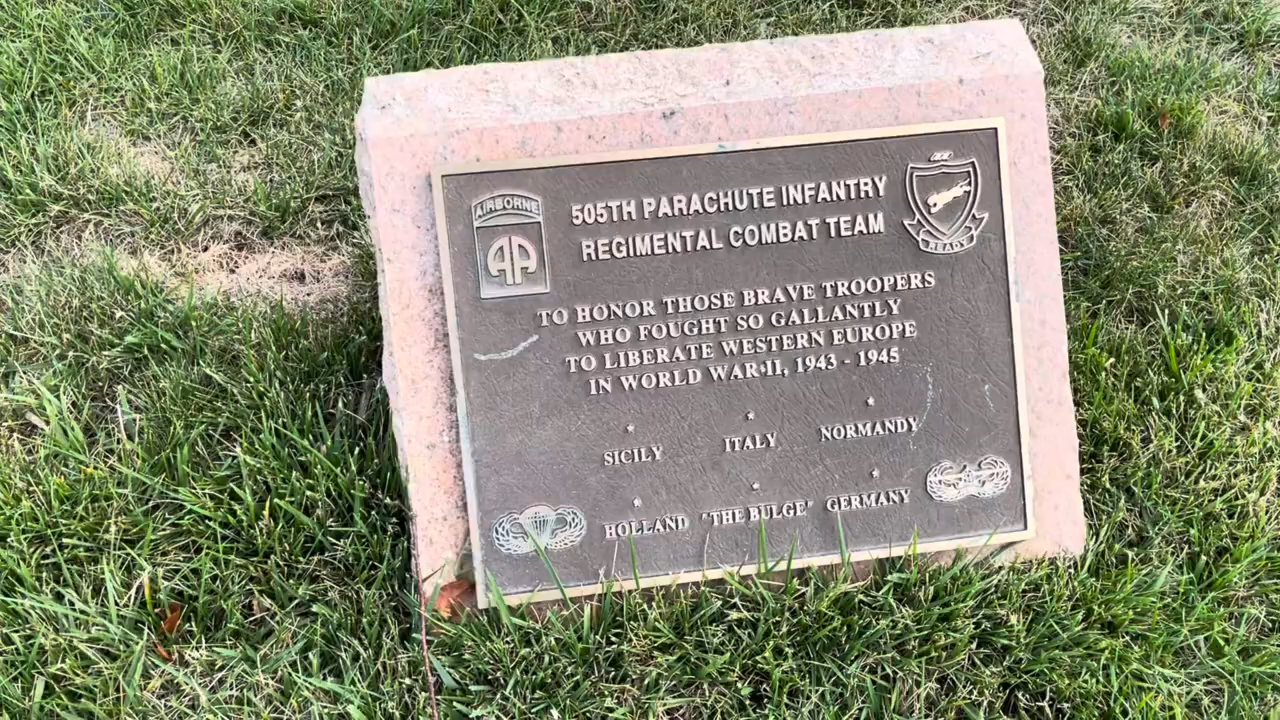 AIRBORNE
AA
505TH PARACHUTE INFANTRY
REGIMENTAL COMBAT TEAM
READY
TO HONOR THOSE BRAVE TROOPERS
WHO FOUGHT SO GALLANTLY
TO LIBERATE WESTERN EUROPE
IN WORLD WAR II, 1943 - 1945
SICILY ITALY NORMANDY
HOLLAND "THE BULGE" GERMANY